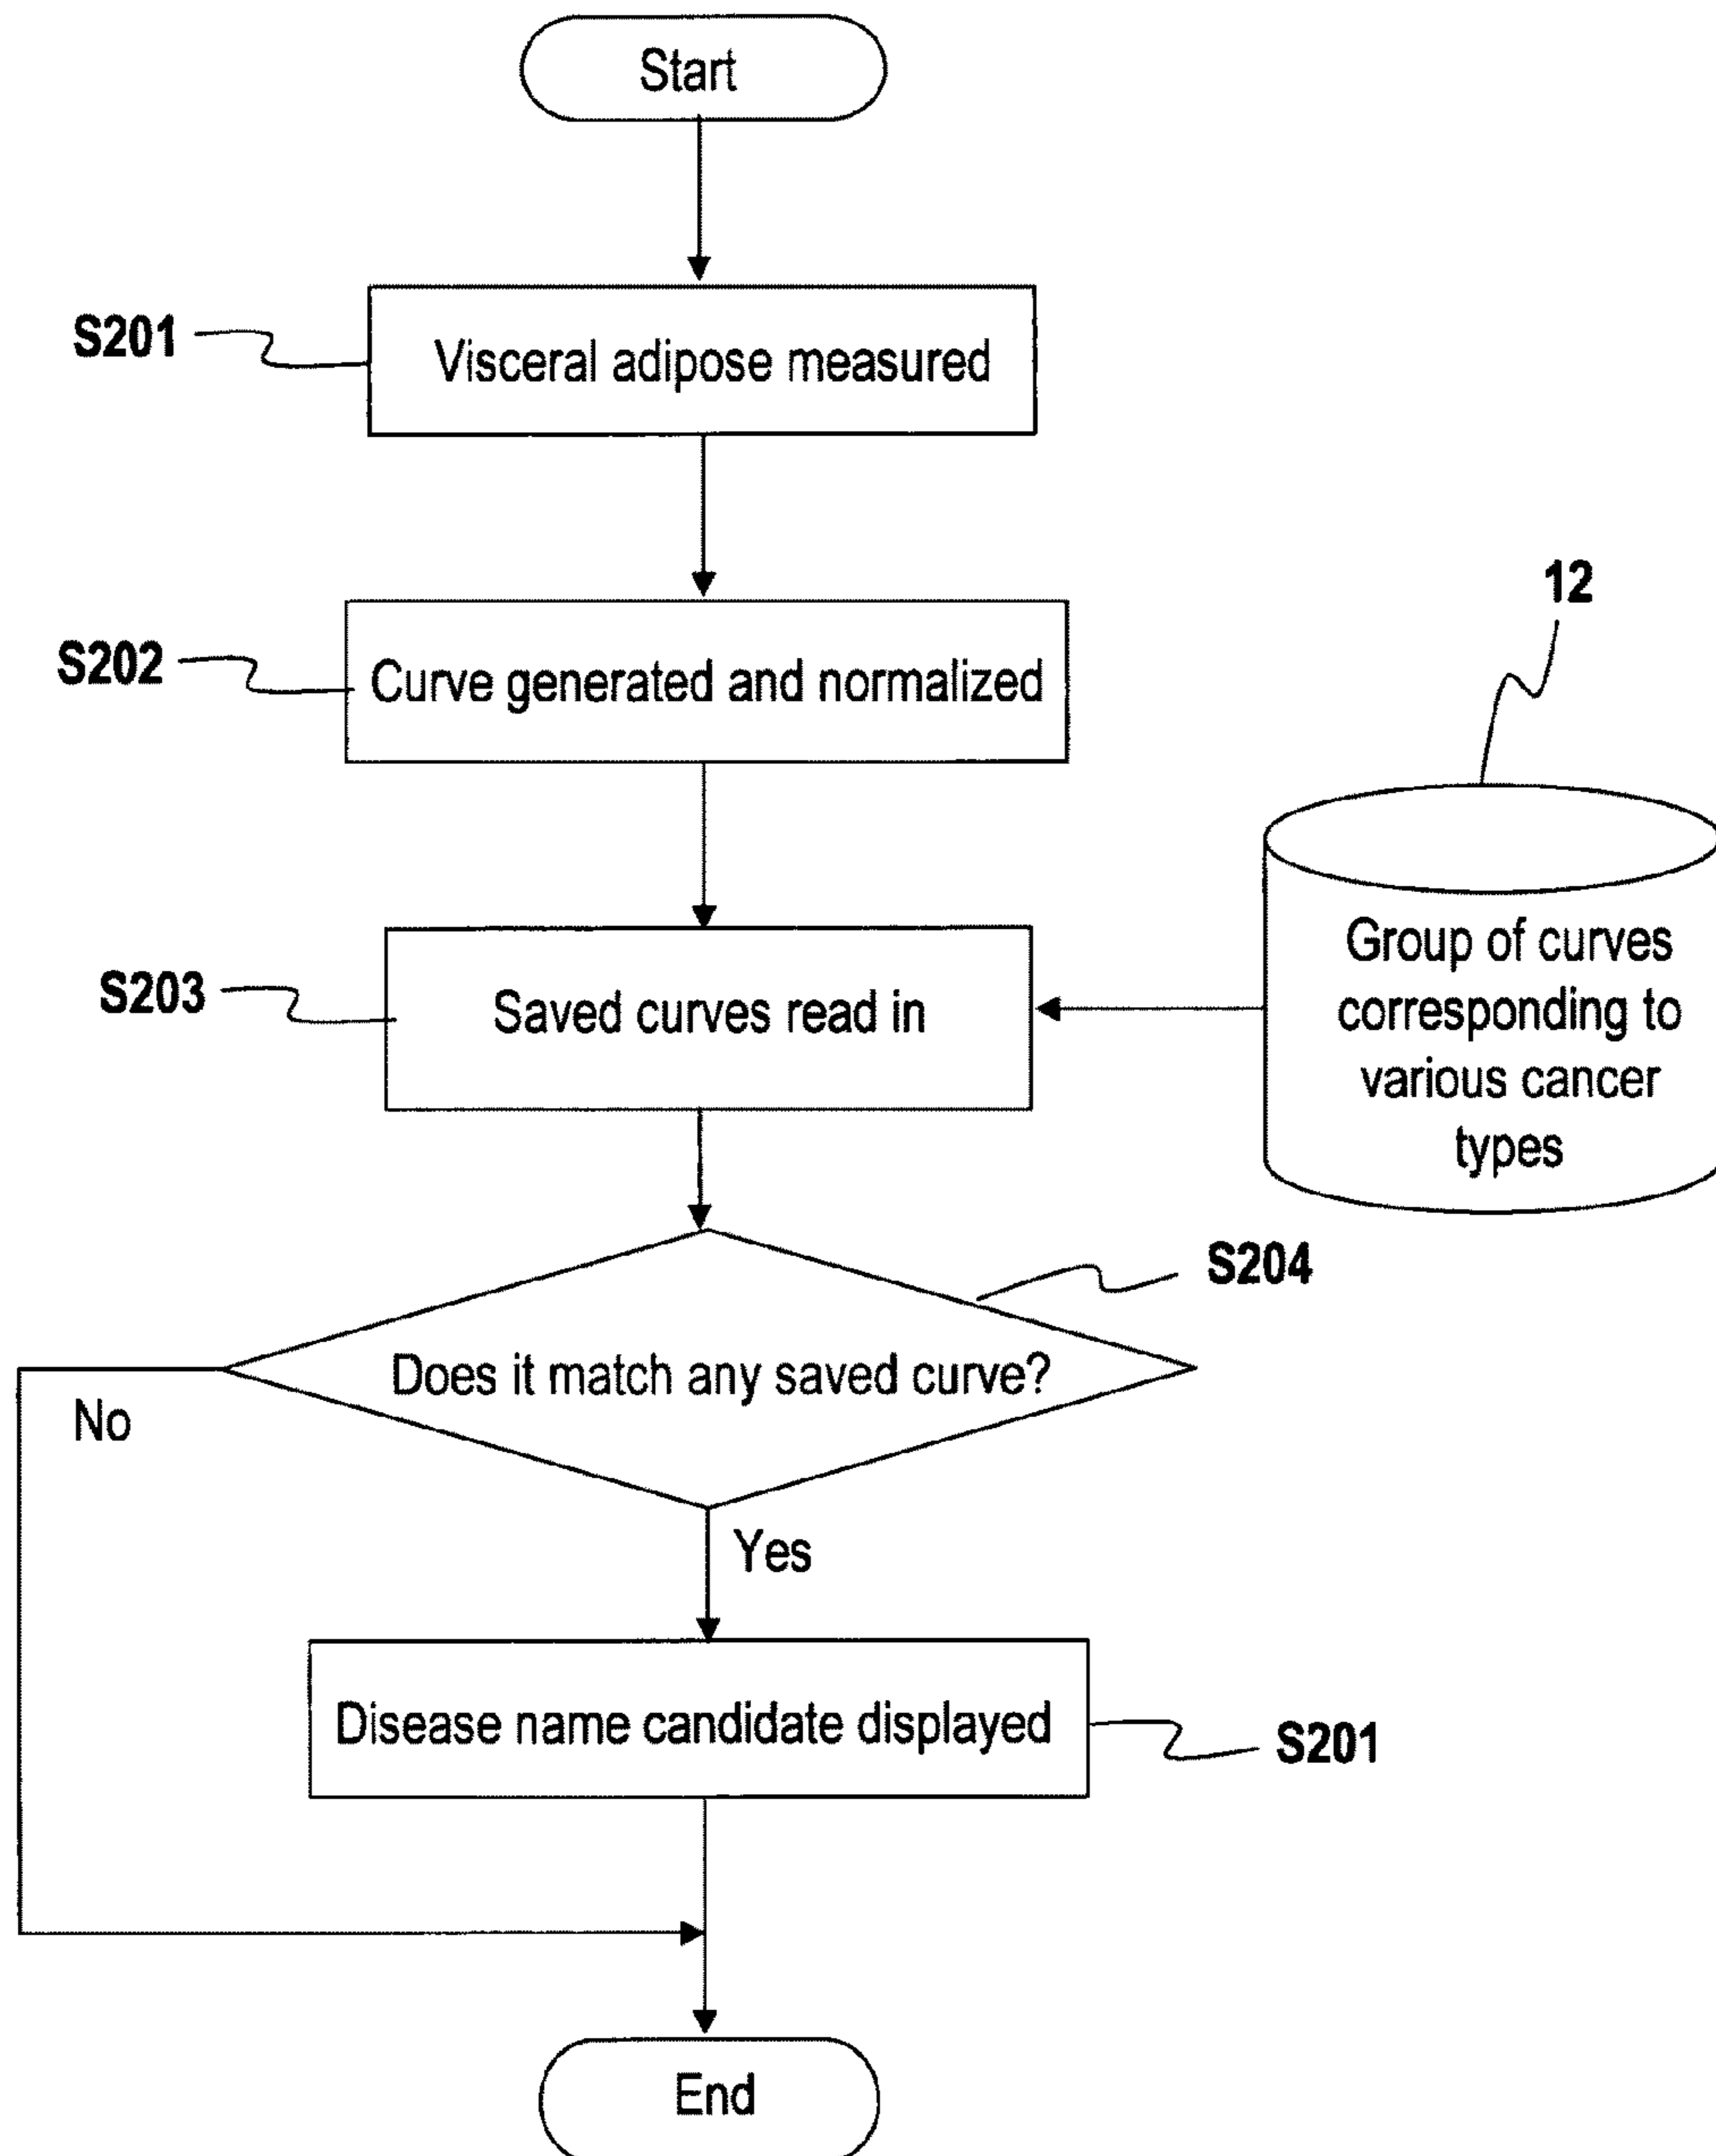 Start
S201
Visceral adipose measured
S202
Curve generated and normalized
12
S203
Saved curves read in
Group of curves
corresponding to
various cancer
types
S204
Does it match any saved curve?
No
Yes
Disease name candidate displayed
S201
End